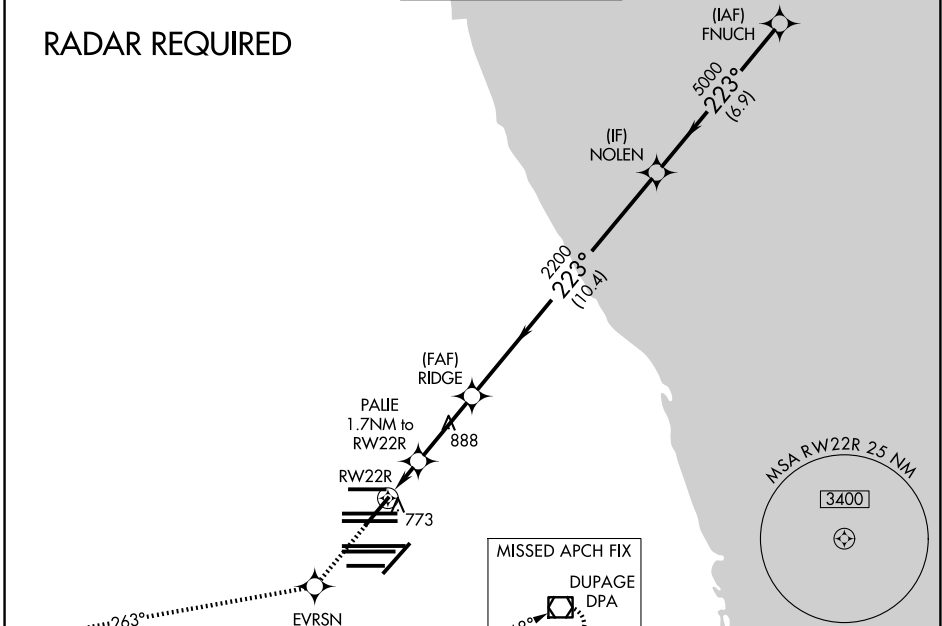 RADAR REQUIRED
(IAF)
FNUCH
5000
223°
(6.9)
(IF)
NOLEN
2200
223°
(10.4)
(FAF)
RIDGE
PALIE
1.7NM to
RW22R
888
RW22R
773
MSA RW22R 25 NM
3400
MISSED APCH FIX
DUPAGE
DPA
EVRSN
263°